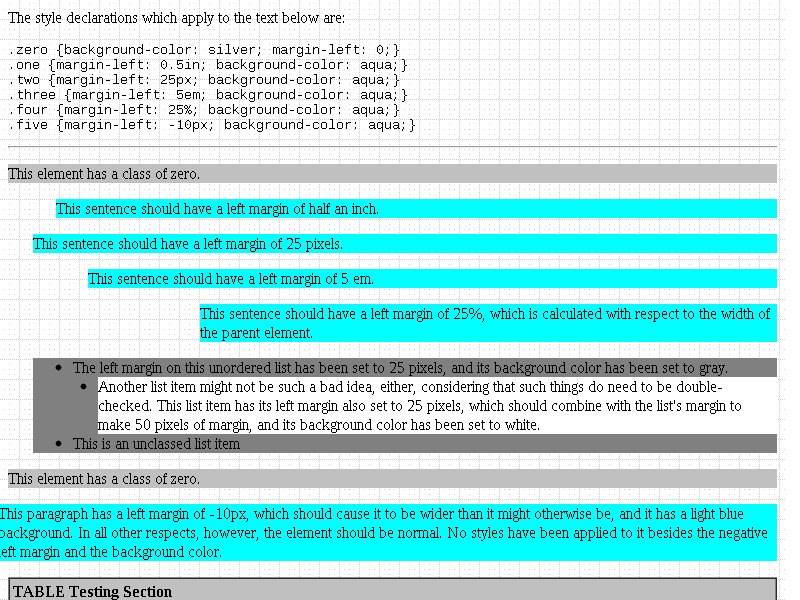 The style declarations which apply to the text below are:
.zero {background-color: silver; margin-left: 0;}
.one {margin-left: 0.5in; background-color: aqua;}
.two {margin-left: 25px; background-color: aqua;}
.three {margin-left: 5em; background-color: aqua;}
.four {margin-left: 25%; background-color: aqua;}
.five {margin-left: -10px; background-color: aqua;}
This element has a class of zero.
This sentence should have a left margin of half an inch.
This sentence should have a left margin of 25 pixels.
This sentence should have a left margin of 5 em.
This sentence should have a left margin of 25%, which is calculated with respect to the width of
the parent element.
• The left margin on this unordered list has been set to 25 pixels, and its background color has been set to gray.
• Another list item might not be such a bad idea, either, considering that such things do need to be double-
checked. This list item has its left margin also set to 25 pixels, which should combine with the list's margin to
make 50 pixels of margin, and its background color has been set to white.
• This is an unclassed list item
This element has a class of zero.
This paragraph has a left margin of -10px, which should cause it to be wider than it might otherwise be, and it has a light blue
background. In all other respects, however, the element should be normal. No styles have been applied to it besides the negative
left margin and the background color.
TABLE Testing Section